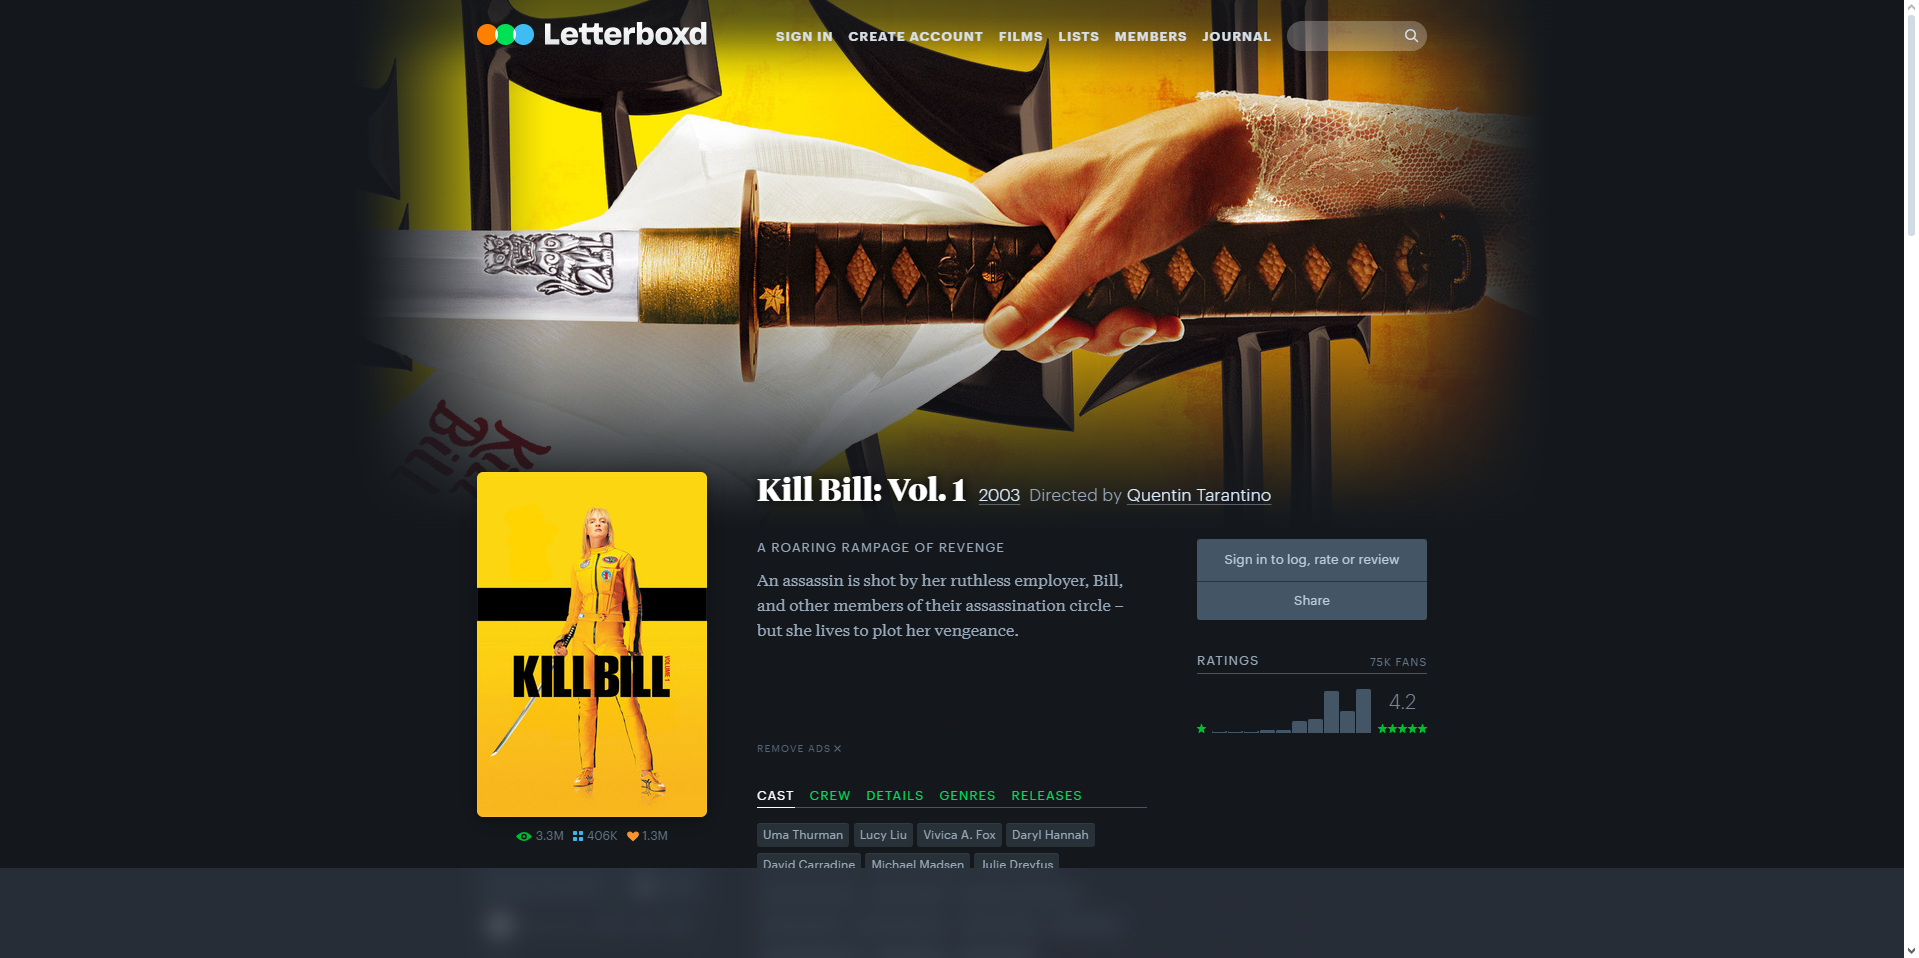 Letterboxd
SIGN IN CREATE ACCOUNT FILMS LISTS MEMBERS JOURNAL
Kill
Bill
Kill Bill: Vol. 1 2003 Directed by Quentin Tarantino
A ROARING RAMPAGE OF REVENGE
An assassin is shot by her ruthless employer, Bill,
and other members of their assassination circle –
but she lives to plot her vengeance.
Sign in to log, rate or review
Share
RATINGS 75K FANS
4.2
KILL BILL VOLUME 1
REMOVE ADS
CAST CREW DETAILS GENRES RELEASES
Uma Thurman Lucy Liu Vivica A. Fox Daryl Hannah
David Carradine Michael Madsen Julie Dreyfus
3.3M 406K 1.3M